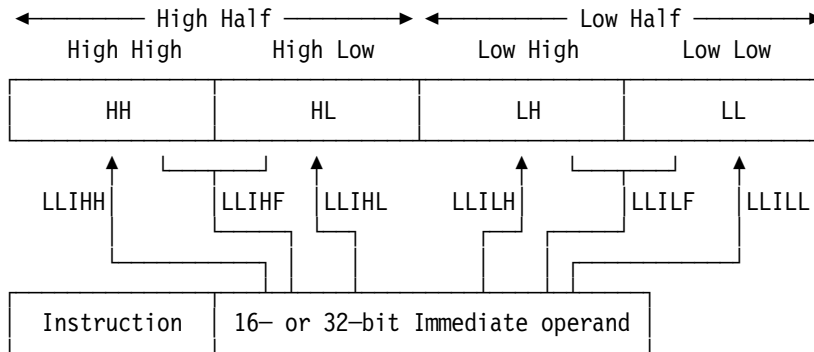 High Half Low Half
High High High Low Low High Low Low
HH HL LH LL
LLIHH LLIHF LLIHL LLILH LLILF LLILL
Instruction 16– or 32–bit Immediate operand